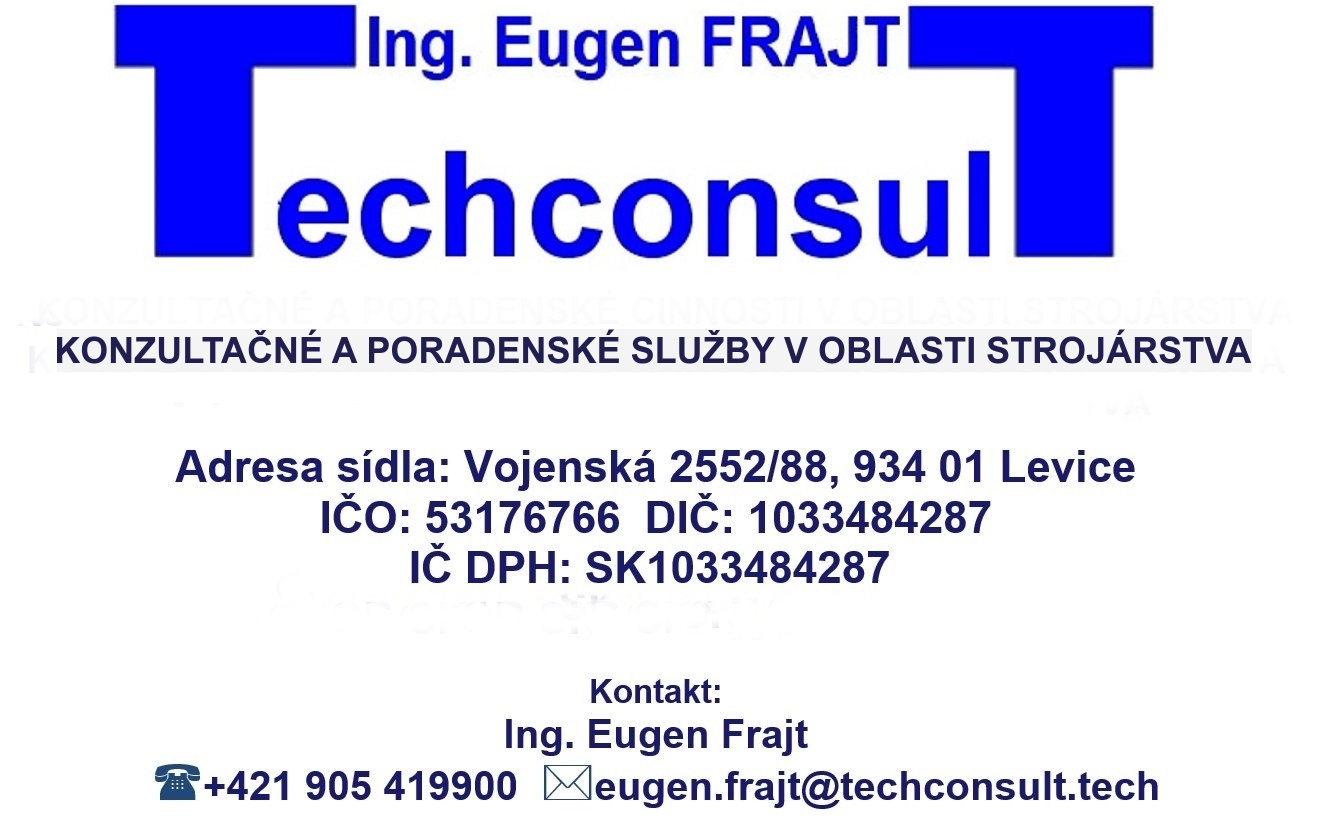 Ing. Eugen FRAJT
TechconsulT
KONZULTAČNÉ A PORADENSKÉ SLUŽBY V OBLASTI STROJÁRSTVA
Adresa sídla: Vojenská 2552/88, 934 01 Levice
IČO: 53176766 DIČ: 1033484287
IČ DPH: SK1033484287
Kontakt:
Ing. Eugen Frajt
+421 905 419900 eugen.frajt@techconsult.tech